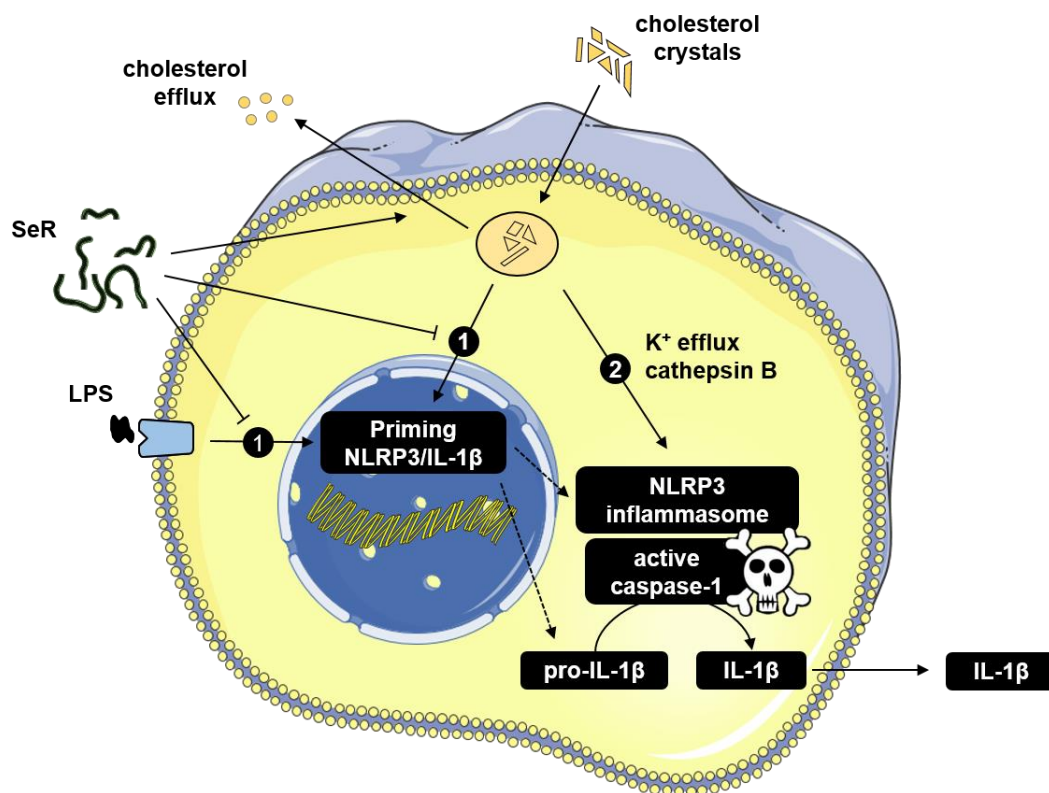 cholesterol
crystals
cholesterol
efflux
SeR
1
K⁺ efflux
cathepsin B
2
LPS
1
Priming
NLRP3/IL-1β
NLRP3
inflammasome
active
caspase-1
pro-IL-1β
IL-1β
IL-1β